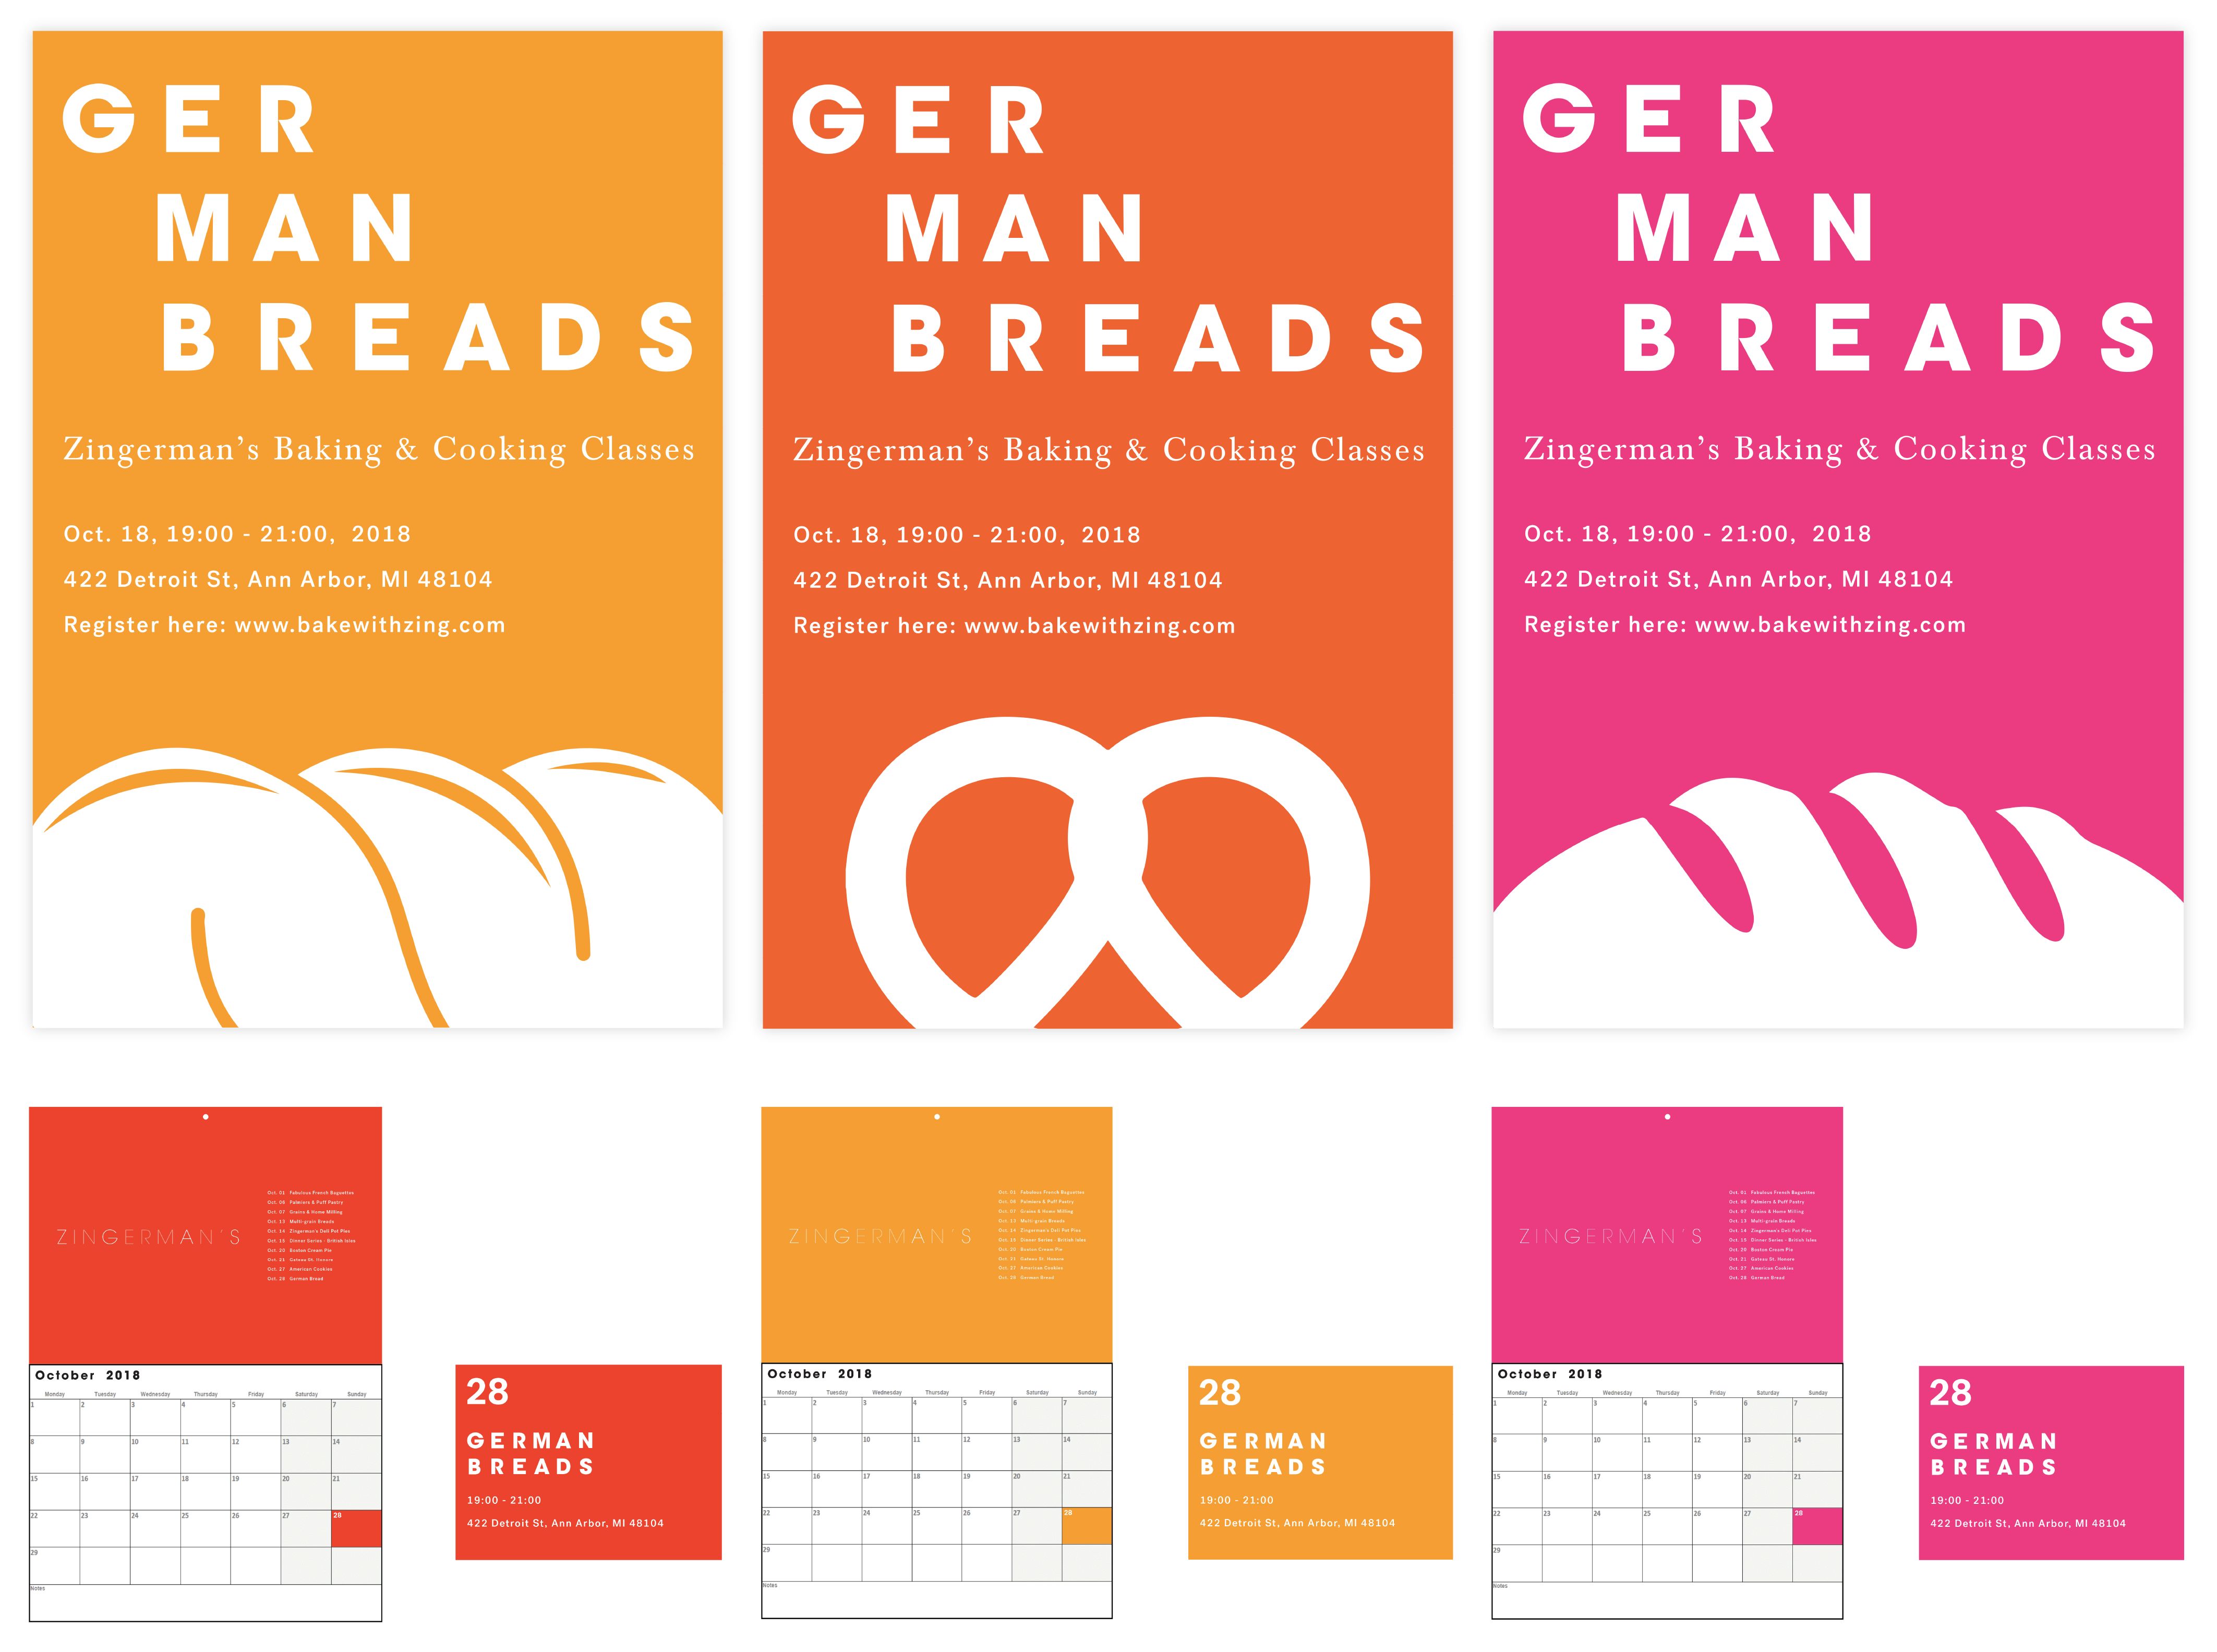 GER
MAN
BREADS
Zingerman’s Baking & Cooking Classes
Oct. 18, 19:00 - 21:00,  2018
422 Detroit St, Ann Arbor, MI 48104
Register here: www.bakewithzing.com
GER
MAN
BREADS
Zingerman’s Baking & Cooking Classes
Oct. 18, 19:00 - 21:00,  2018
422 Detroit St, Ann Arbor, MI 48104
Register here: www.bakewithzing.com
GER
MAN
BREADS
Zingerman’s Baking & Cooking Classes
Oct. 18, 19:00 - 21:00,  2018
422 Detroit St, Ann Arbor, MI 48104
Register here: www.bakewithzing.com
ZINGERMAN'S
Oct. 01 Fabulous French Baguettes
Oct. 06 Palmiers & Puff Pastry
Oct. 07 Grains & Home Milling
Oct. 13 Multi-grain Breads
Oct. 14 Zingerman's Deli Pot Pies
Oct. 15 Dinner Series - British Isles
Oct. 20 Boston Cream Pie
Oct. 21 Gateau St. Honore
Oct. 27 American Cookies
Oct. 28 German Bread
October 2018
Monday Tuesday Wednesday Thursday Friday Saturday Sunday
1 2 3 4 5 6 7
8 9 10 11 12 13 14
15 16 17 18 19 20 21
22 23 24 25 26 27 28
29
Notes
28
GERMAN
BREADS
19:00 - 21:00
422 Detroit St, Ann Arbor, MI 48104
ZINGERMAN'S
Oct. 01 Fabulous French Baguettes
Oct. 06 Palmiers & Puff Pastry
Oct. 07 Grains & Home Milling
Oct. 13 Multi-grain Breads
Oct. 14 Zingerman's Deli Pot Pies
Oct. 15 Dinner Series - British Isles
Oct. 20 Boston Cream Pie
Oct. 21 Gateau St. Honore
Oct. 27 American Cookies
Oct. 28 German Bread
October 2018
Monday Tuesday Wednesday Thursday Friday Saturday Sunday
1 2 3 4 5 6 7
8 9 10 11 12 13 14
15 16 17 18 19 20 21
22 23 24 25 26 27 28
29
Notes
28
GERMAN
BREADS
19:00 - 21:00
422 Detroit St, Ann Arbor, MI 48104
ZINGERMAN'S
Oct. 01 Fabulous French Baguettes
Oct. 06 Palmiers & Puff Pastry
Oct. 07 Grains & Home Milling
Oct. 13 Multi-grain Breads
Oct. 14 Zingerman's Deli Pot Pies
Oct. 15 Dinner Series - British Isles
Oct. 20 Boston Cream Pie
Oct. 21 Gateau St. Honore
Oct. 27 American Cookies
Oct. 28 German Bread
October 2018
Monday Tuesday Wednesday Thursday Friday Saturday Sunday
1 2 3 4 5 6 7
8 9 10 11 12 13 14
15 16 17 18 19 20 21
22 23 24 25 26 27 28
29
Notes
28
GERMAN
BREADS
19:00 - 21:00
422 Detroit St, Ann Arbor, MI 48104